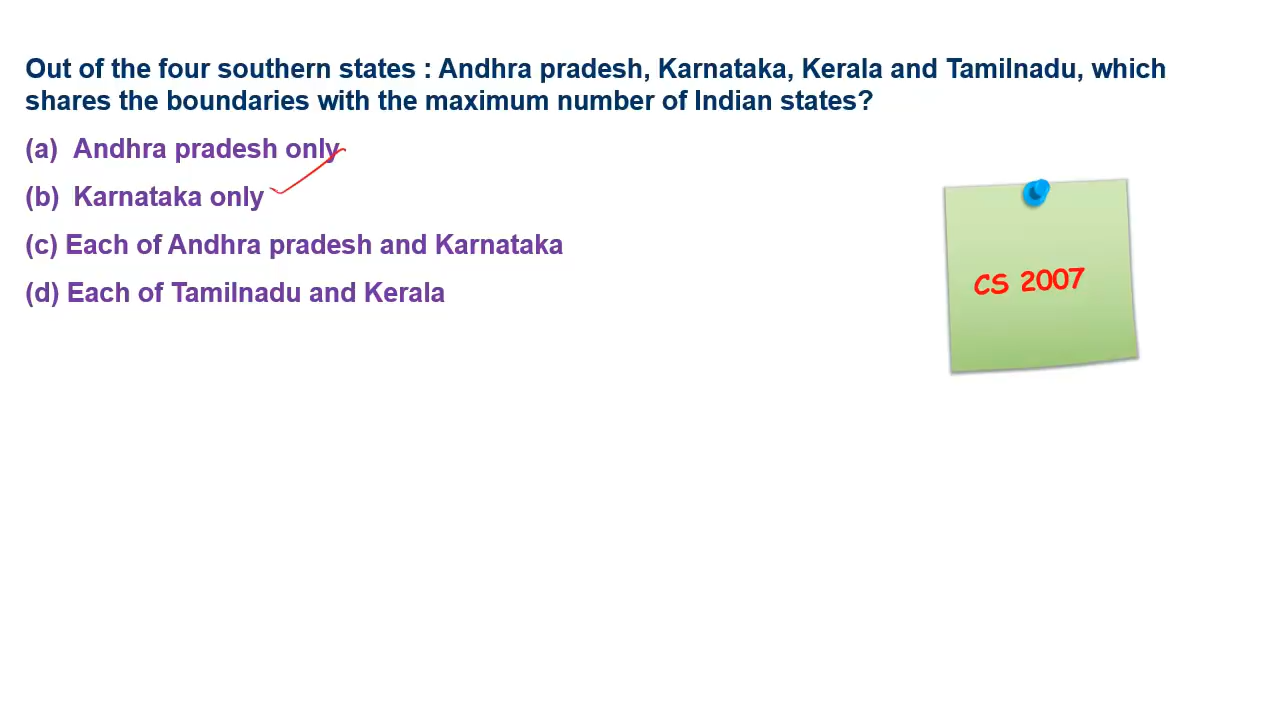 Out of the four southern states : Andhra pradesh, Karnataka, Kerala and Tamilnadu, which
shares the boundaries with the maximum number of Indian states?
(a) Andhra pradesh only
(b) Karnataka only
(c) Each of Andhra pradesh and Karnataka
(d) Each of Tamilnadu and Kerala
CS 2007